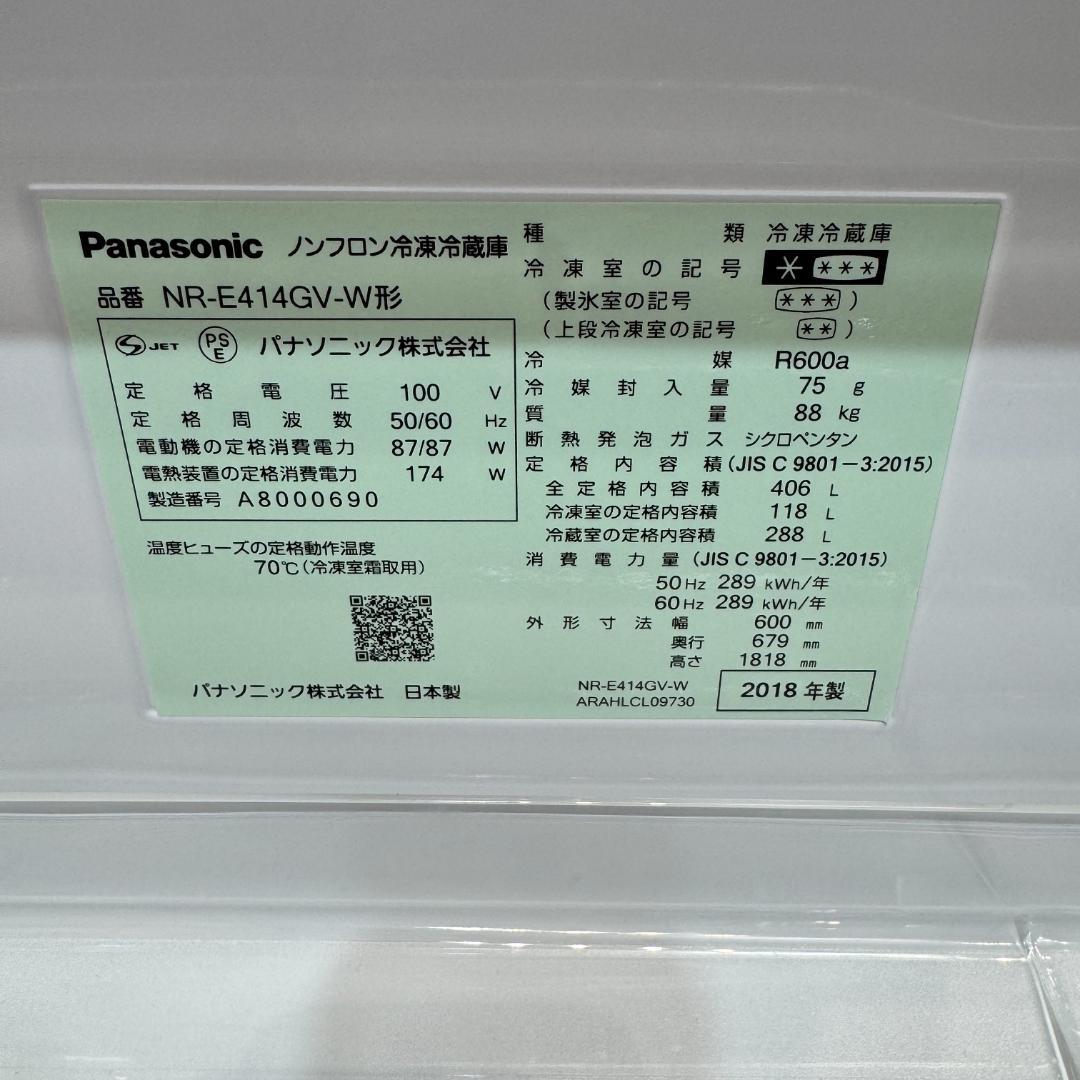 Panasonic ノンフロン冷凍冷蔵庫
品番 NR-E414GV-W形
JET PSE パナソニック株式会社
定格電圧 100 V
定格周波数 50/60 Hz
電動機の定格消費電力 87/87 W
電熱装置の定格消費電力 174 W
製造番号 A8000690
温度ヒューズの定格動作温度
70℃(冷凍室霜取用)
パナソニック株式会社 日本製
種類 冷凍冷蔵庫
冷凍室の記号 * ***
(製氷室の記号 ***)
(上段冷凍室の記号 **)
冷媒 R600a
冷媒封入量 75 g
質量 88 kg
断熱発泡ガス シクロペンタン
定格内容積(JIS C 9801-3:2015)
全定格内容積 406 L
冷凍室の定格内容積 118 L
冷蔵室の定格内容積 288 L
消費電力量(JIS C 9801-3:2015)
50Hz 289 kWh/年
60Hz 289 kWh/年
外形寸法幅 600 mm
奥行 679 mm
高さ 1818 mm
NR-E414GV-W
ARAHLCL09730
2018年製